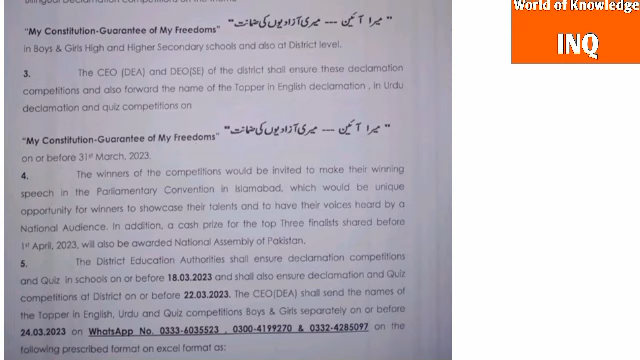 bilingual Declamation competitions on the theme
"My Constitution-Guarantee of My Freedoms" "میرا آئین --- میری آزادیوں کی ضمانت"
in Boys & Girls High and Higher Secondary schools and also at District level.
3. The CEO (DEA) and DEO(SE) of the district shall ensure these declamation
competitions and also forward the name of the Topper in English declamation , in Urdu
declamation and quiz competitions on
"My Constitution-Guarantee of My Freedoms" "میرا آئین --- میری آزادیوں کی ضمانت"
on or before 31st March, 2023.
4. The winners of the competitions would be invited to make their winning
speech in the Parliamentary Convention in Islamabad, which would be unique
opportunity for winners to showcase their talents and to have their voices heard by a
National Audience. In addition, a cash prize for the top Three finalists shared before
1st April, 2023, will also be awarded National Assembly of Pakistan.
5. The District Education Authorities shall ensure declamation competitions
and Quiz in schools on or before 18.03.2023 and shall also ensure declamation and Quiz
competitions at District on or before 22.03.2023. The CEO(DEA) shall send the names of
the Topper in English, Urdu and Quiz competitions Boys & Girls separately on or before
24.03.2023 on WhatsApp No. 0333-6035523 , 0300-4199270 & 0332-4285097 on the
following prescribed format on excel format as:
World of Knowledge
INQ